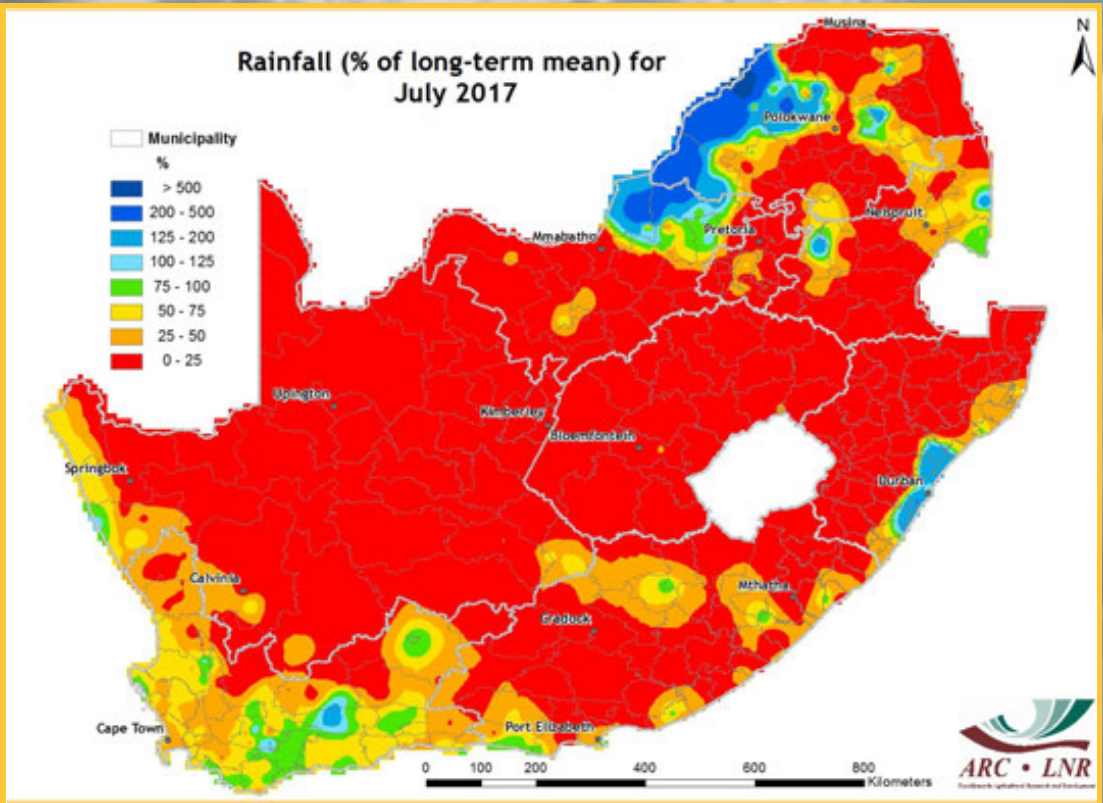 Rainfall (% of long-term mean) for
July 2017
N
Municipality
%
> 500
200 - 500
125 - 200
100 - 125
75 - 100
50 - 75
25 - 50
0 - 25
Musina
Polokwane
Nelspruit
Pretoria
Mmabatho
Upington
Kimberley
Bloemfontein
Springbok
Durban
Calvinia
Mthatha
Cradock
Cape Town
Port Elizabeth
0 100 200 400 600 800
Kilometers
ARC • LNR